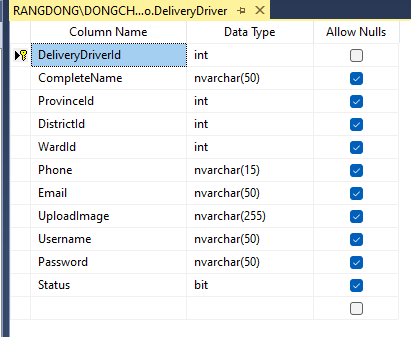 RANGDONG\DONGCH...o.DeliveryDriver
Column Name Data Type Allow Nulls
DeliveryDriverId int
CompleteName nvarchar(50)
ProvinceId int
DistrictId int
WardId int
Phone nvarchar(15)
Email nvarchar(50)
UploadImage nvarchar(255)
Username nvarchar(50)
Password nvarchar(50)
Status bit